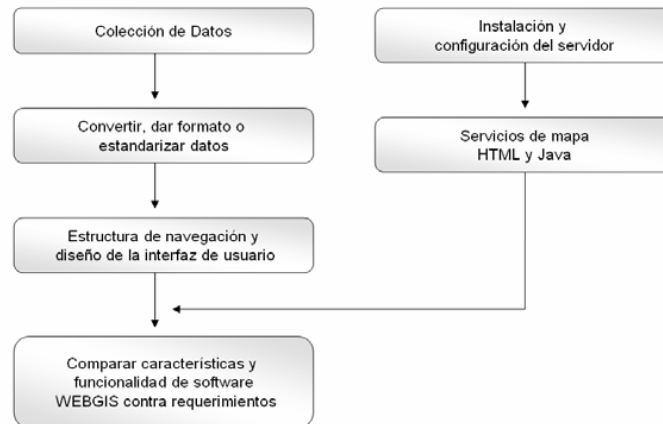 Colección de Datos
Convertir, dar formato o
estandarizar datos
Estructura de navegación y
diseño de la interfaz de usuario
Comparar características y
funcionalidad de software
WEBGIS contra requerimientos
Instalación y
configuración del servidor
Servicios de mapa
HTML y Java